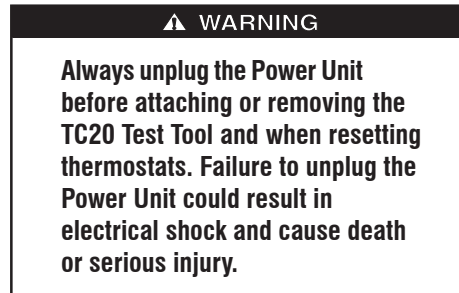 ⚠ WARNING
Always unplug the Power Unit
before attaching or removing the
TC20 Test Tool and when resetting
thermostats. Failure to unplug the
Power Unit could result in
electrical shock and cause death
or serious injury.